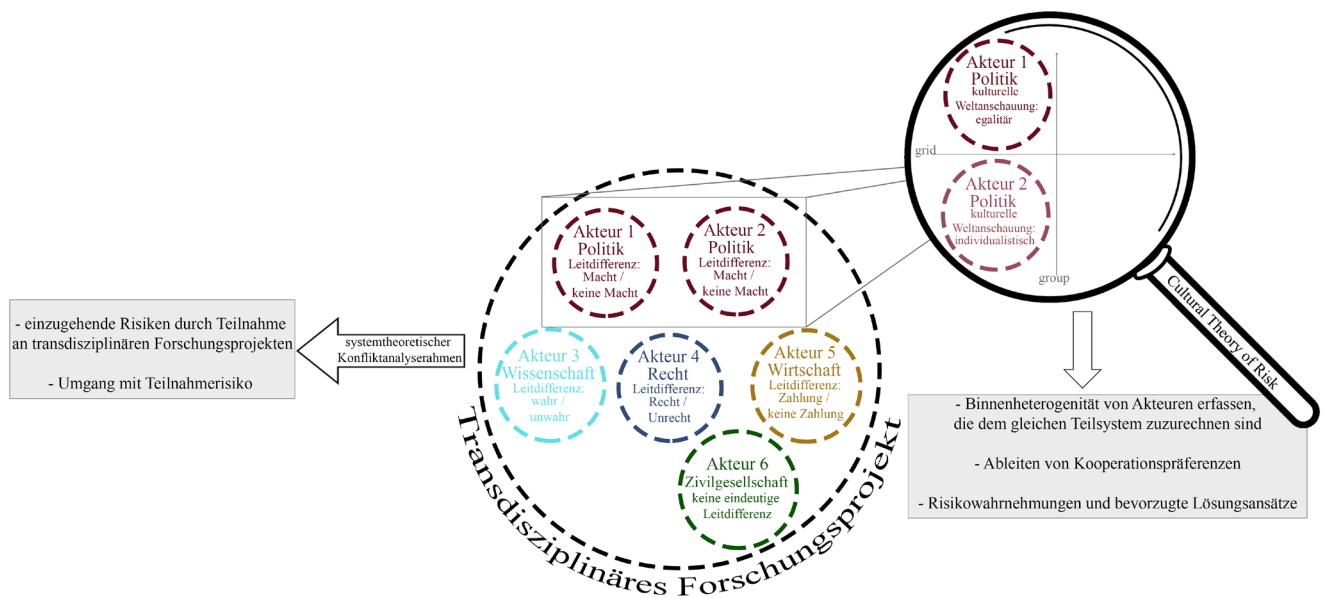 - einzugehende Risiken durch Teilnahme
an transdisziplinären Forschungsprojekten
- Umgang mit Teilnahmerisiko
systemtheoretischer
Konfliktanalyserahmen
Akteur 1
Politik
Leitdifferenz:
Macht /
keine Macht
Akteur 2
Politik
Leitdifferenz:
Macht /
keine Macht
Akteur 3
Wissenschaft
Leitdifferenz:
wahr /
unwahr
Akteur 4
Recht
Leitdifferenz:
Recht /
Unrecht
Akteur 5
Wirtschaft
Leitdifferenz:
Zahlung /
keine Zahlung
Akteur 6
Zivilgesellschaft
keine eindeutige
Leitdifferenz
Transdisziplinäres Forschungsprojekt
Akteur 1
Politik
kulturelle
Weltanschauung:
egalitär
grid
Akteur 2
Politik
kulturelle
Weltanschauung:
individualistisch
group
Cultural Theory of Risk
- Binnenheterogenität von Akteuren erfassen,
die dem gleichen Teilsystem zuzurechnen sind
- Ableiten von Kooperationspräferenzen
- Risikowahrnehmungen und bevorzugte Lösungsansätze